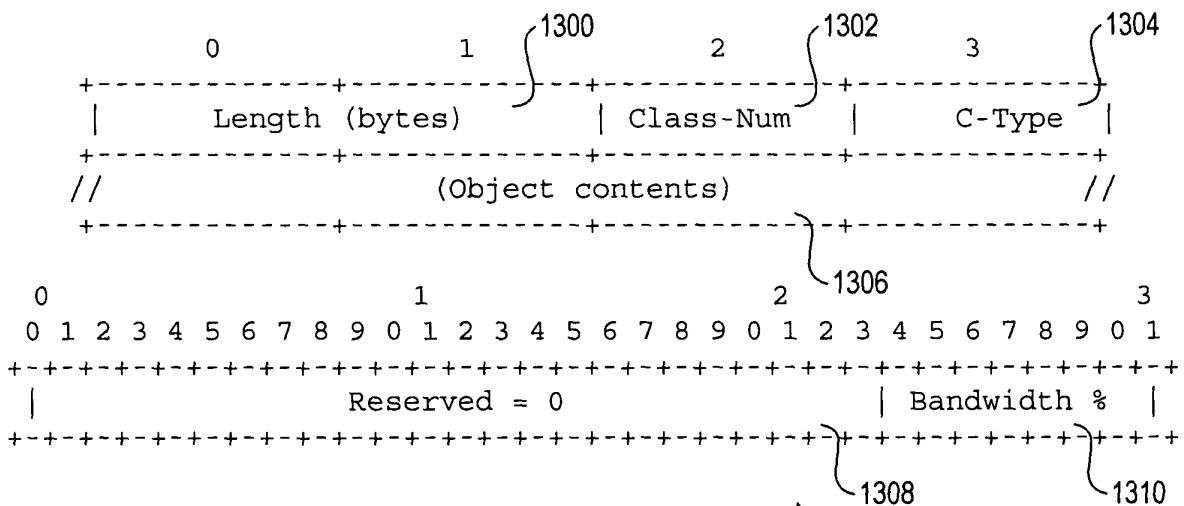 1300 1302 1304
0 1 2 3
+-------------+-------------+-------------+-------------+
| Length (bytes) | Class-Num | C-Type |
+-------------+-------------+-------------+-------------+
// (Object contents) //
+-------------+-------------+-------------+-------------+
1306
0 1 2 3
0 1 2 3 4 5 6 7 8 9 0 1 2 3 4 5 6 7 8 9 0 1 2 3 4 5 6 7 8 9 0 1
+-+-+-+-+-+-+-+-+-+-+-+-+-+-+-+-+-+-+-+-+-+-+-+-+-+-+-+-+-+-+-+-+
| Reserved = 0 | Bandwidth % |
+-+-+-+-+-+-+-+-+-+-+-+-+-+-+-+-+-+-+-+-+-+-+-+-+-+-+-+-+-+-+-+-+
1308 1310